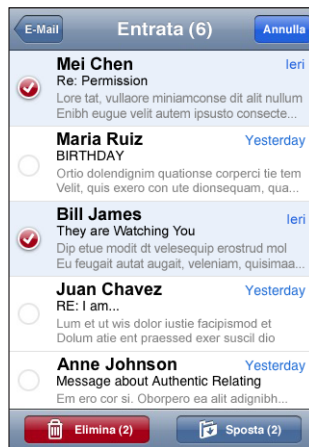 E-Mail
Entrata (6)
Annulla
Mei Chen
Ieri
Re: Permission
Lore tat, vullaore miniamconse dit alit nullum
Enibh eugue velit autem ipsusto consecte...
Maria Ruiz
Yesterday
BIRTHDAY
Ortio dolendignim quationse corperci tie tem
Velit, quis exero con ute dionsequam, qua...
Bill James
Ieri
They are Watching You
Dip etue modit dt velesequip erostrud mol
Eu feugait autat augait, veleniam, quisimaa...
Juan Chavez
Yesterday
RE: I am...
Lum et ut wis dolor iustie facipismod et
Dolum atie ent praessed exer suscil dio
Anne Johnson
Yesterday
Message about Authentic Relating
Em ero cor si. Oborpero ea alit adignibh...
Elimina (2)
Sposta (2)